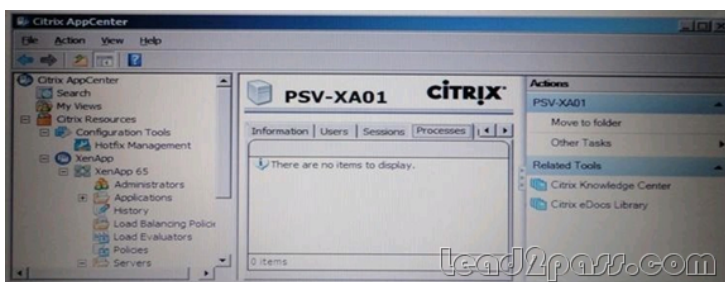 Citrix AppCenter
File Action View Help
Citrix AppCenter
Search
My Views
Citrix Resources
Configuration Tools
Hotfix Management
XenApp
XenApp 65
Administrators
Applications
History
Load Balancing Policie
Load Evaluators
Policies
Servers
PSV-XA01
CİTRIX
Information Users Sessions Processes
There are no items to display.
0 items
Actions
PSV-XA01
Move to folder
Other Tasks
Related Tools
Citrix Knowledge Center
Citrix eDocs Library
Lead2pass.com